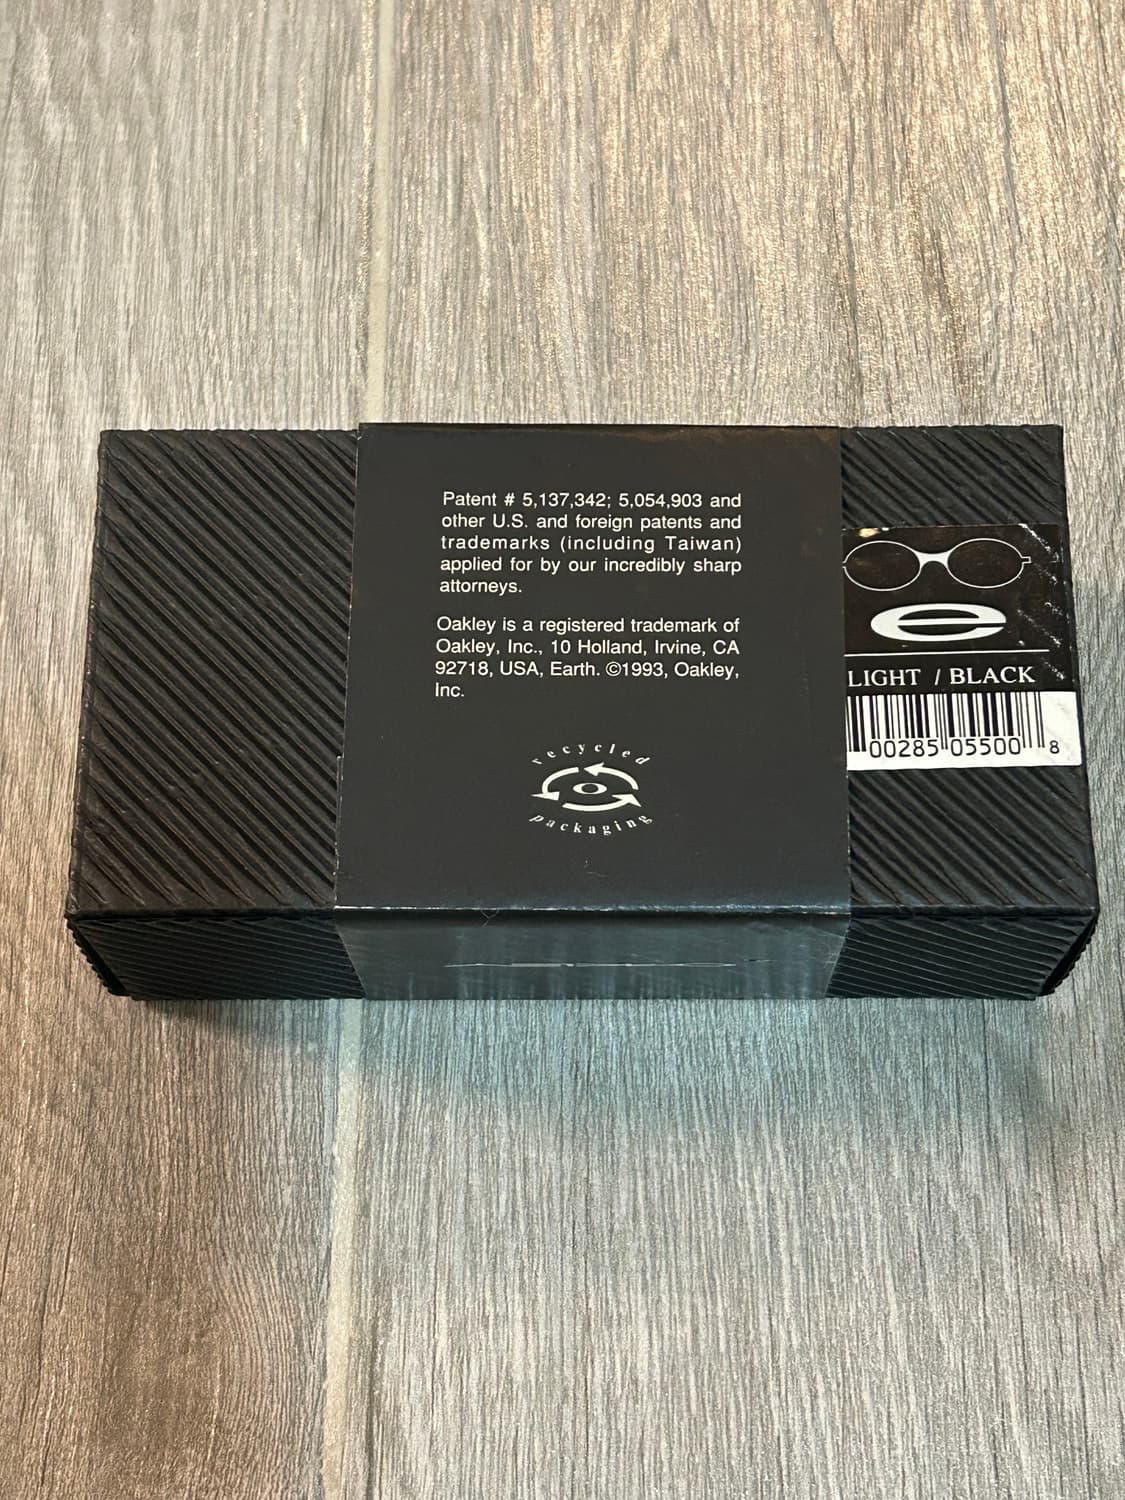 Patent # 5,137,342; 5,054,903 and
other U.S. and foreign patents and
trademarks (including Taiwan)
applied for by our incredibly sharp
attorneys.
Oakley is a registered trademark of
Oakley, Inc., 10 Holland, Irvine, CA
92718, USA, Earth. ©1993, Oakley,
Inc.
recycled
packaging
e
LIGHT / BLACK
00285 05500 8